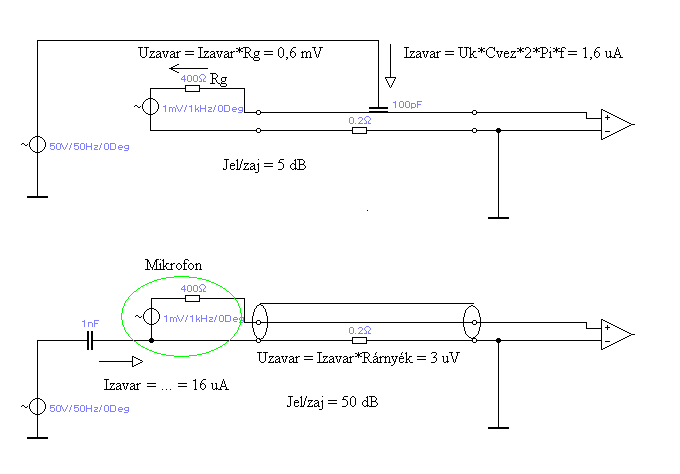 Uzavar = Izavar*Rg = 0,6 mV
Izavar = Uk*Cvez*2*Pi*f = 1,6 uA
400Ω Rg
1mV/1kHz/0Deg
100pF
0.2Ω
50V/50Hz/0Deg
Jel/zaj = 5 dB
Mikrofon
400Ω
1mV/1kHz/0Deg
1nF
0.2Ω
Uzavar = Izavar*Rárnyék = 3 uV
Izavar = ... = 16 uA
Jel/zaj = 50 dB
50V/50Hz/0Deg